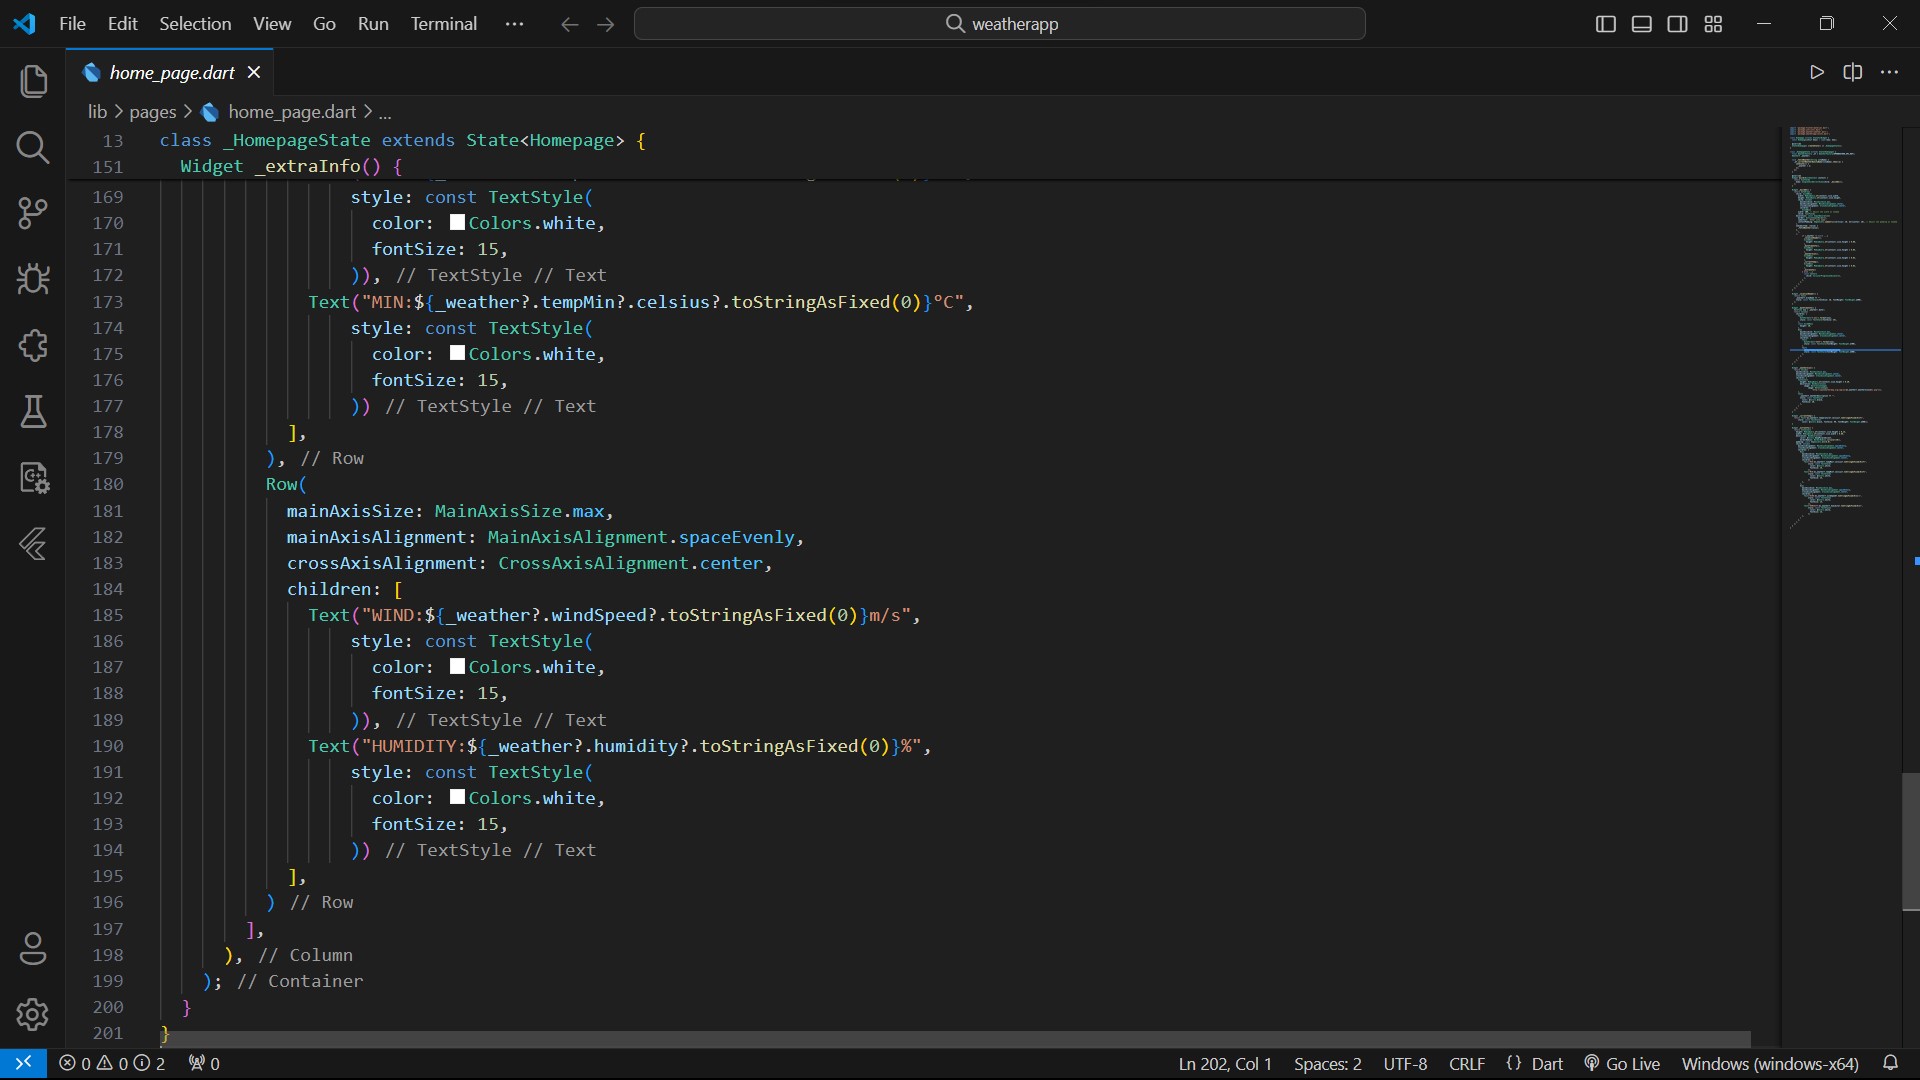 File Edit Selection View Go Run Terminal ··· weatherapp
home_page.dart
lib > pages > home_page.dart > ...
13 class _HomepageState extends State<Homepage> {
151 Widget _extraInfo() {
169 style: const TextStyle(
170 color: Colors.white,
171 fontSize: 15,
172 )), // TextStyle // Text
173 Text("MIN:${_weather?.tempMin?.celsius?.toStringAsFixed(0)}°C",
174 style: const TextStyle(
175 color: Colors.white,
176 fontSize: 15,
177 )) // TextStyle // Text
178 ],
179 ), // Row
180 Row(
181 mainAxisSize: MainAxisSize.max,
182 mainAxisAlignment: MainAxisAlignment.spaceEvenly,
183 crossAxisAlignment: CrossAxisAlignment.center,
184 children: [
185 Text("WIND:${_weather?.windSpeed?.toStringAsFixed(0)}m/s",
186 style: const TextStyle(
187 color: Colors.white,
188 fontSize: 15,
189 )), // TextStyle // Text
190 Text("HUMIDITY:${_weather?.humidity?.toStringAsFixed(0)}%",
191 style: const TextStyle(
192 color: Colors.white,
193 fontSize: 15,
194 )) // TextStyle // Text
195 ],
196 ) // Row
197 ],
198 ), // Column
199 ); // Container
200 }
201 }
0 0 2 0 Ln 202, Col 1 Spaces: 2 UTF-8 CRLF {} Dart Go Live Windows (windows-x64)